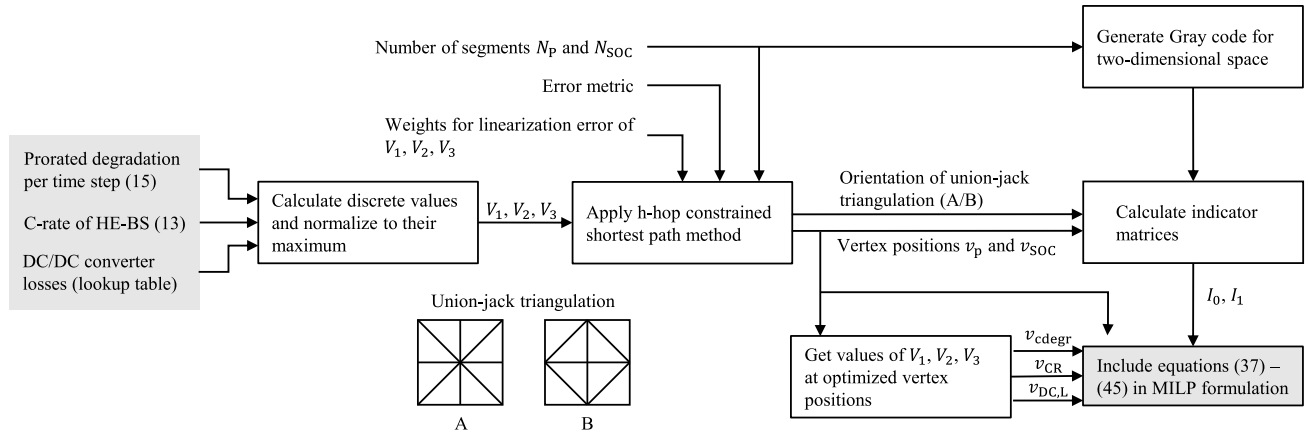 Number of segments N_P and N_SOC
Generate Gray code for
two-dimensional space
Error metric
Weights for linearization error of
V_1, V_2, V_3
Prorated degradation
per time step (15)
C-rate of HE-BS (13)
DC/DC converter
losses (lookup table)
Calculate discrete values
and normalize to their
maximum
V_1, V_2, V_3
Apply h-hop constrained
shortest path method
Orientation of union-jack
triangulation (A/B)
Vertex positions v_p and v_SOC
Calculate indicator
matrices
I_0, I_1
Union-jack triangulation
A
B
Get values of V_1, V_2, V_3
at optimized vertex
positions
v_cdegr
v_CR
v_DC,L
Include equations (37) –
(45) in MILP formulation